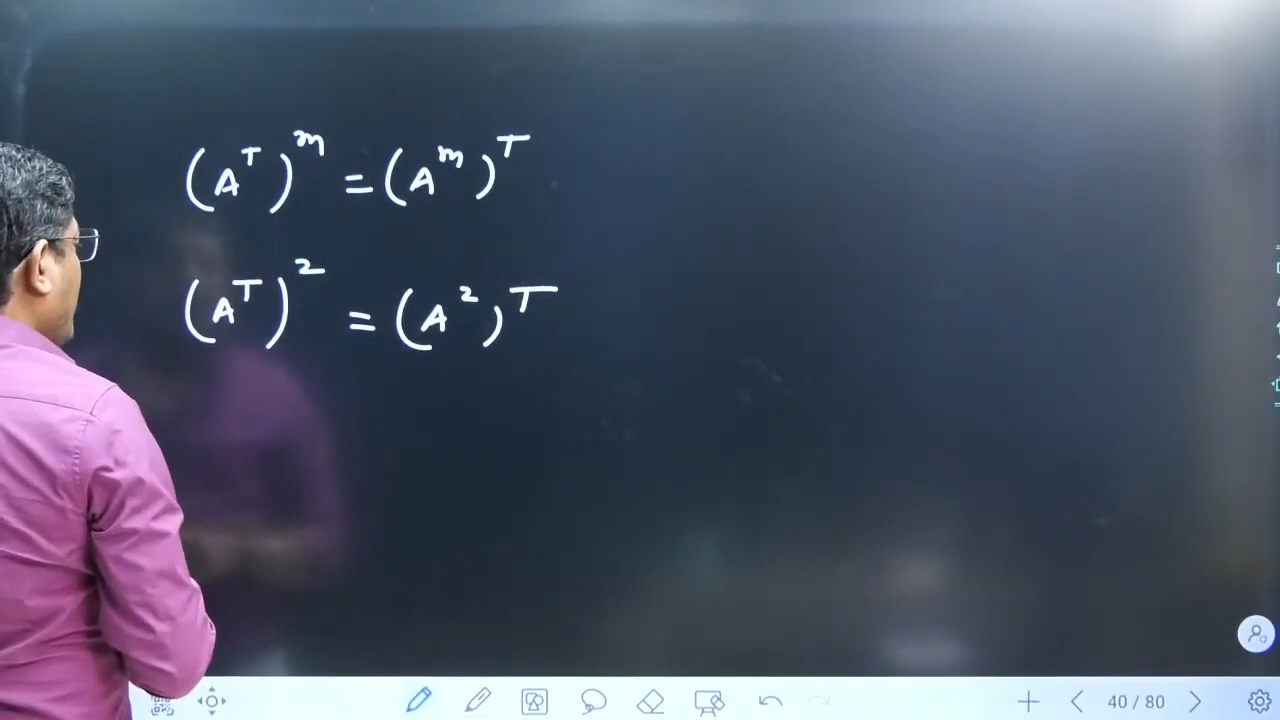 (A^T)^m = (A^m)^T
(A^T)^2 = (A^2)^T
40 / 80